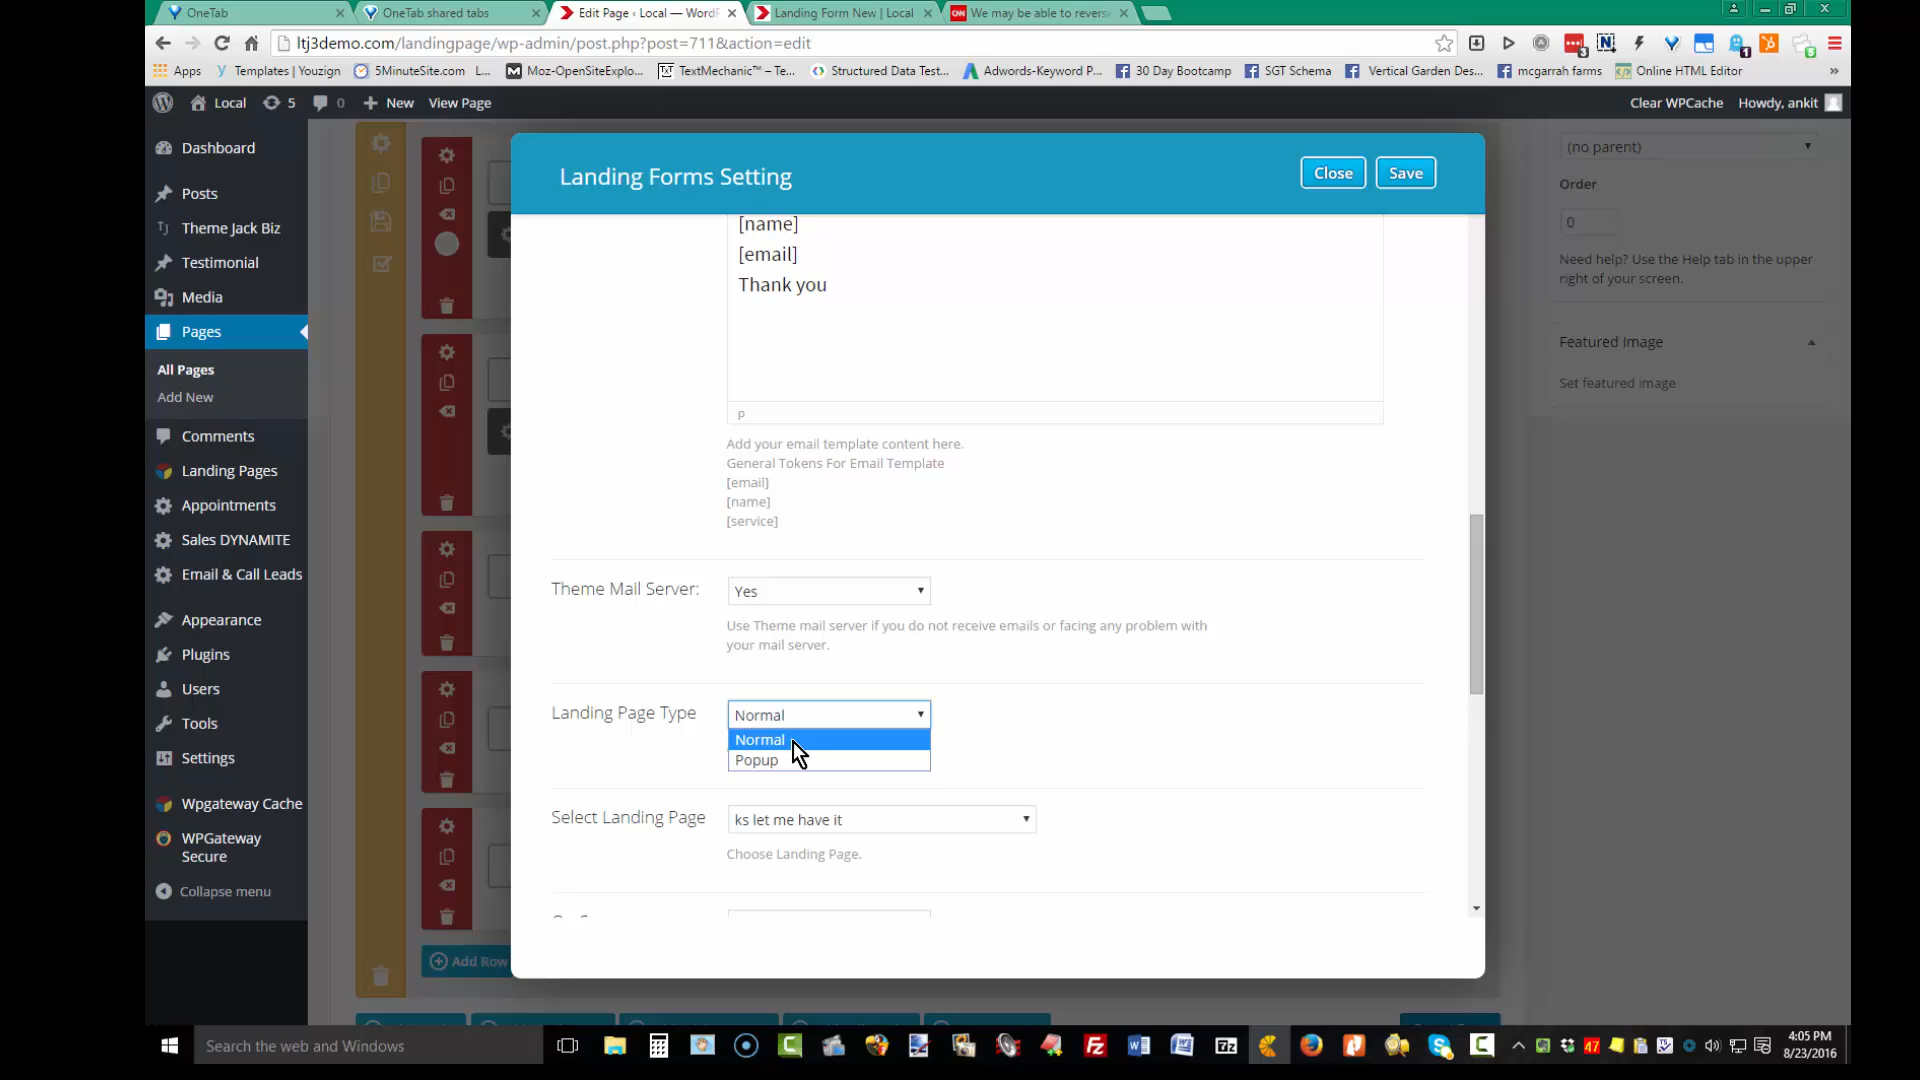 OneTab
OneTab shared tabs
Edit Page ‹ Local — WordP
Landing Form New | Local
CNN We may be able to revers
ltj3demo.com/landingpage/wp-admin/post.php?post=711&action=edit
Apps
Templates | Youzign
5MinuteSite.com L...
Moz-OpenSiteExplo...
TextMechanic™ – Te...
Structured Data Test...
Adwords-Keyword P...
30 Day Bootcamp
SGT Schema
Vertical Garden Des...
mcgarrah farms
Online HTML Editor
»
Local
5
0
New
View Page
Clear WPCache
Howdy, ankit
Dashboard
Posts
Theme Jack Biz
Testimonial
Media
Pages
All Pages
Add New
Comments
Landing Pages
Appointments
Sales DYNAMITE
Email & Call Leads
Appearance
Plugins
Users
Tools
Settings
Wpgateway Cache
WPGateway
Secure
Collapse menu
Add Row
Landing Forms Setting
Close
Save
[name]
[email]
Thank you
p
Add your email template content here.
General Tokens For Email Template
[email]
[name]
[service]
Theme Mail Server:
Yes
Use Theme mail server if you do not receive emails or facing any problem with
your mail server.
Landing Page Type
Normal
Normal
Popup
Select Landing Page
ks let me have it
Choose Landing Page.
(no parent)
Order
0
Need help? Use the Help tab in the upper
right of your screen.
Featured Image
Set featured image
Search the web and Windows
47
4:05 PM
8/23/2016